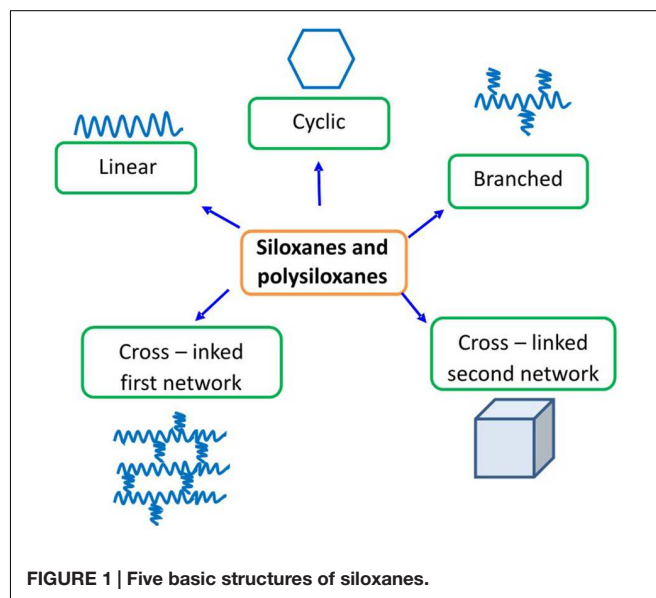 Cyclic
Linear
Branched
Siloxanes and
polysiloxanes
Cross – inked
first network
Cross – linked
second network
FIGURE 1 | Five basic structures of siloxanes.